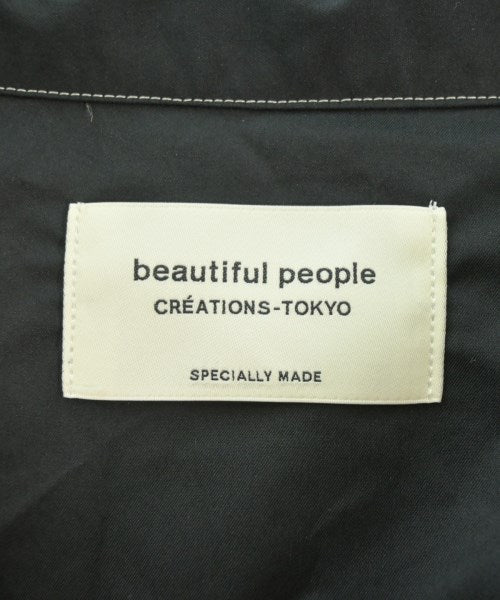 beautiful people
CRÉATIONS-TOKYO
SPECIALLY MADE